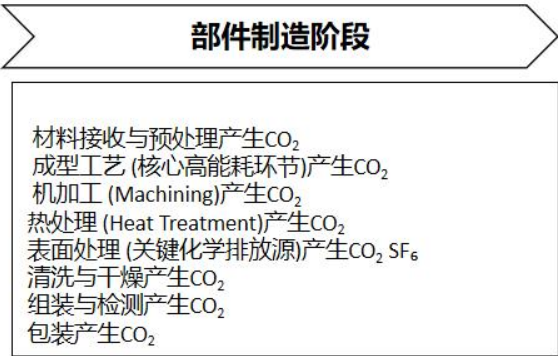 部件制造阶段
材料接收与预处理产生CO₂
成型工艺 (核心高能耗环节)产生CO₂
机加工 (Machining)产生CO₂
热处理 (Heat Treatment)产生CO₂
表面处理 (关键化学排放源)产生CO₂ SF₆
清洗与干燥产生CO₂
组装与检测产生CO₂
包装产生CO₂